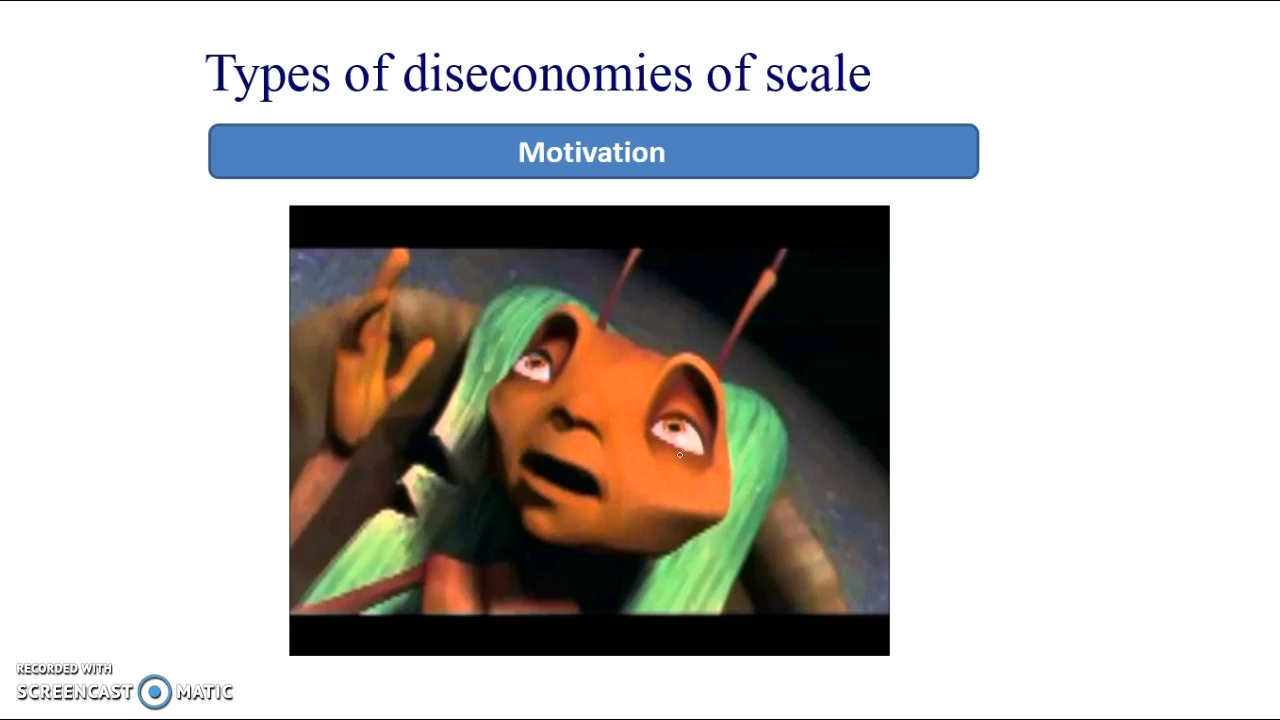 Types of diseconomies of scale
Motivation
RECORDED WITH
SCREENCAST MATIC